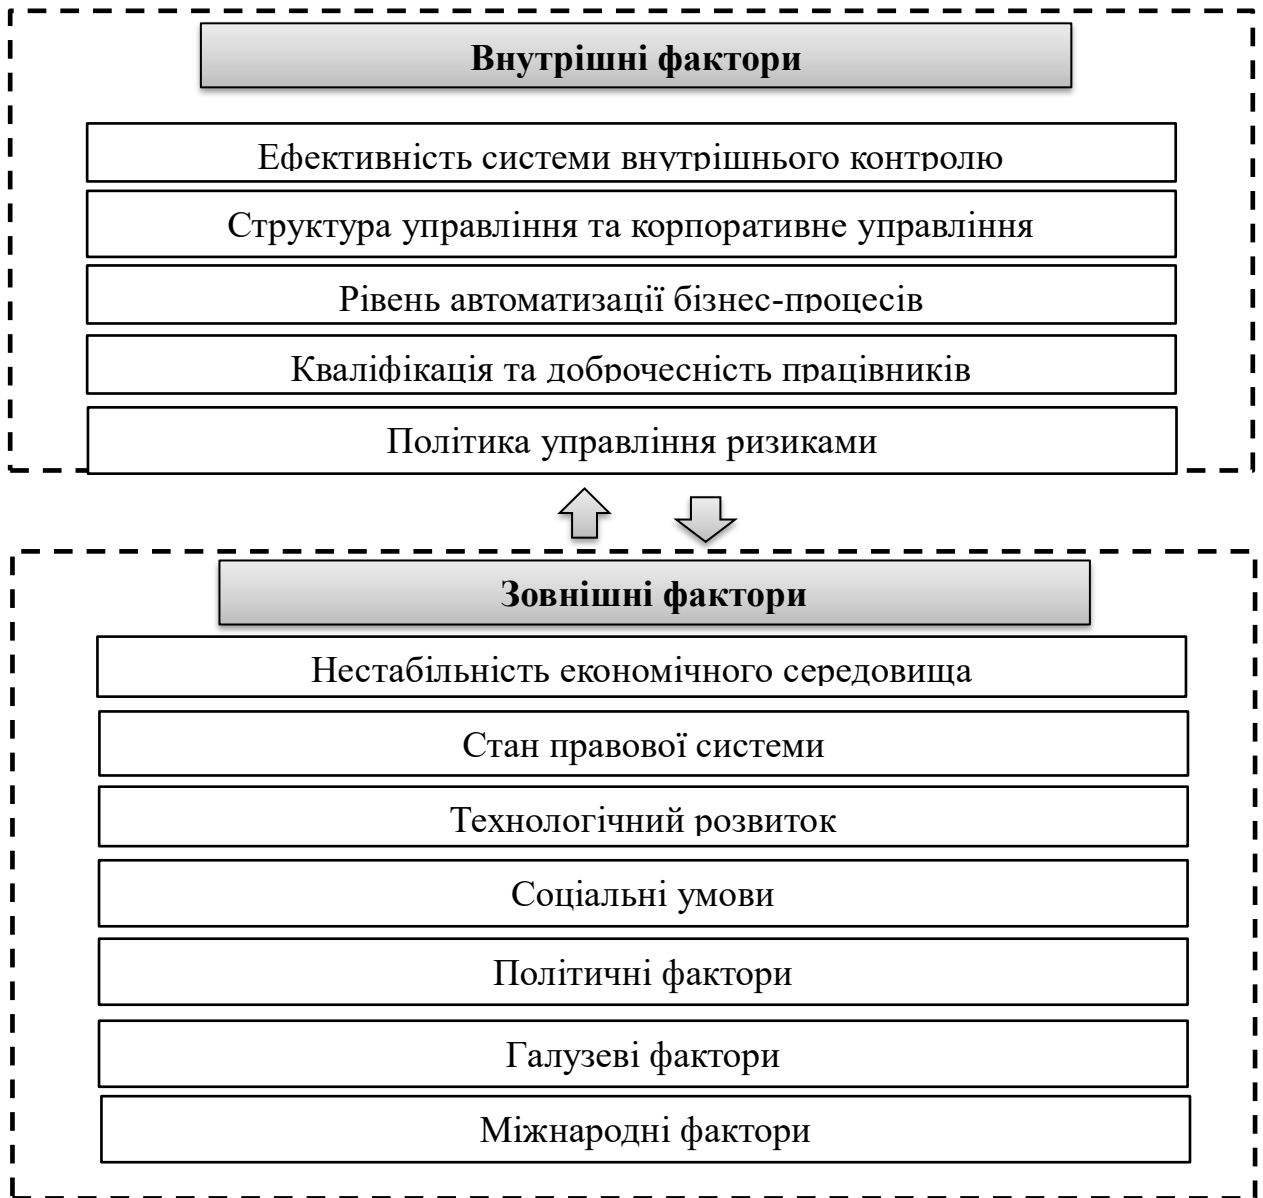 Внутрішні фактори
Ефективність системи внутрішнього контролю
Структура управління та корпоративне управління
Рівень автоматизації бізнес-процесів
Кваліфікація та доброчесність працівників
Політика управління ризиками
Зовнішні фактори
Нестабільність економічного середовища
Стан правової системи
Технологічний розвиток
Соціальні умови
Політичні фактори
Галузеві фактори
Міжнародні фактори